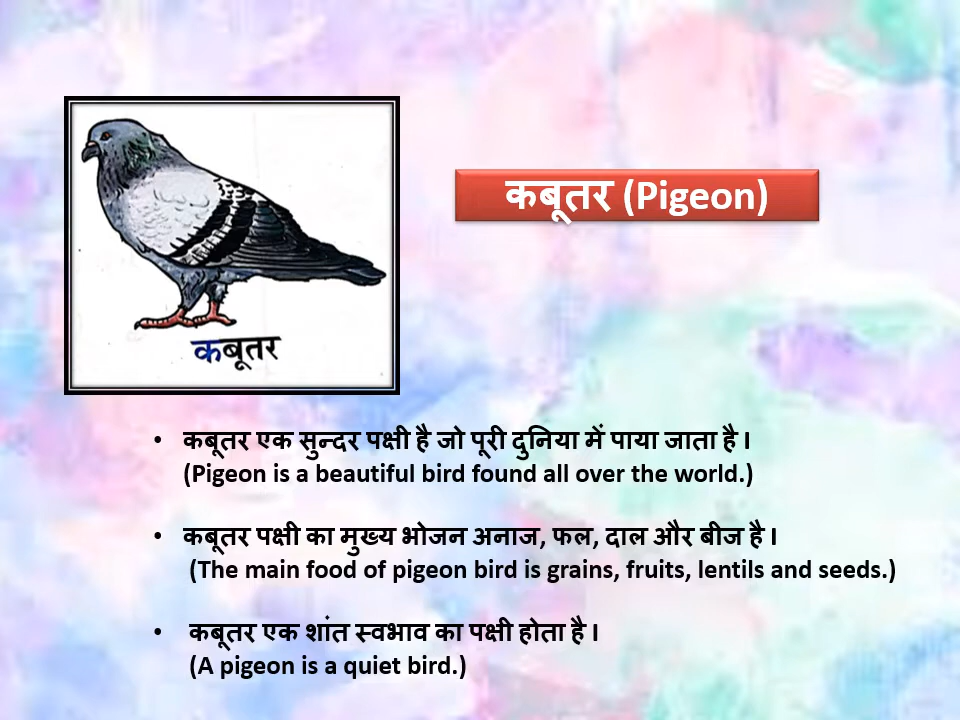 कबूतर (Pigeon)
कबूतर
• कबूतर एक सुन्दर पक्षी है जो पूरी दुनिया में पाया जाता है I
(Pigeon is a beautiful bird found all over the world.)
• कबूतर पक्षी का मुख्य भोजन अनाज, फल, दाल और बीज है I
(The main food of pigeon bird is grains, fruits, lentils and seeds.)
• कबूतर एक शांत स्वभाव का पक्षी होता है I
(A pigeon is a quiet bird.)